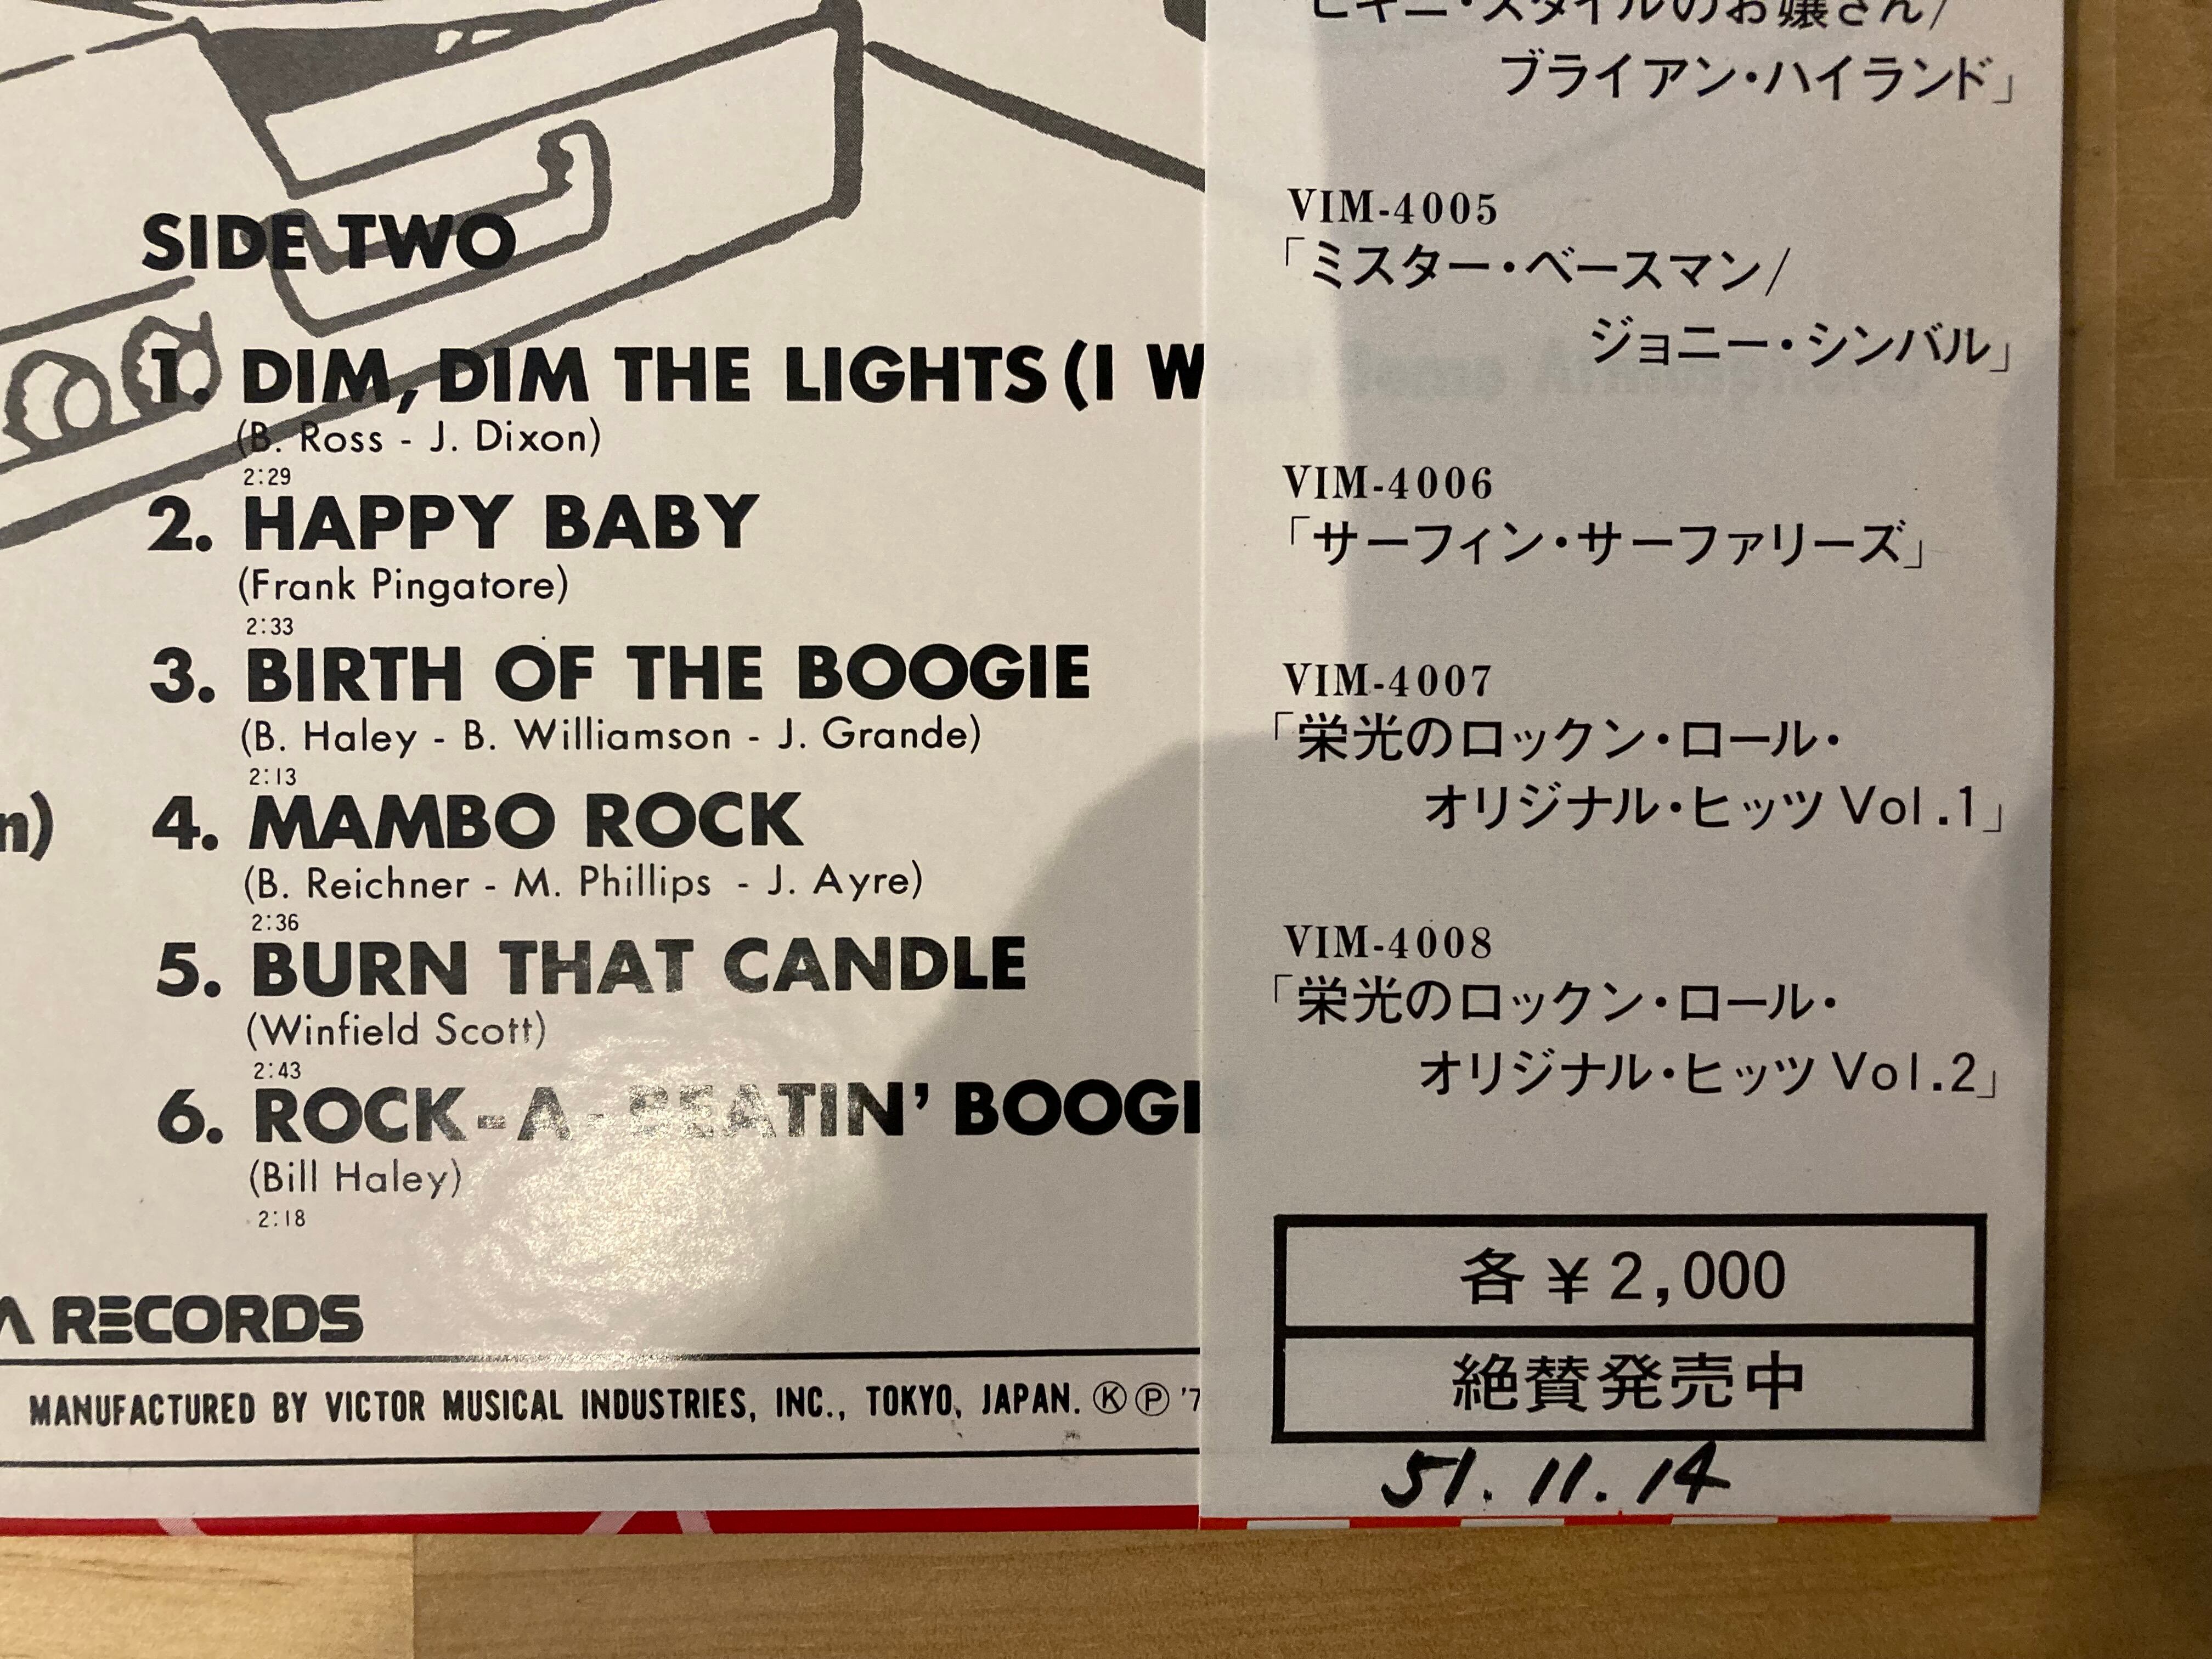 SIDE TWO
1. DIM, DIM THE LIGHTS (I W
(B. Ross - J. Dixon)
2:29
2. HAPPY BABY
(Frank Pingatore)
2:33
3. BIRTH OF THE BOOGIE
(B. Haley - B. Williamson - J. Grande)
2:13
n)
4. MAMBO ROCK
(B. Reichner - M. Phillips - J. Ayre)
2:36
5. BURN THAT CANDLE
(Winfield Scott)
2:43
6. ROCK-A-BEATIN' BOOGI
(Bill Haley)
2:18
RECORDS
MANUFACTURED BY VICTOR MUSICAL INDUSTRIES, INC., TOKYO, JAPAN. Ⓚ Ⓟ '7
「ビキニ・スタイルのお嬢さん/
ブライアン・ハイランド」
VIM-4005
「ミスター・ベースマン/
ジョニー・シンバル」
VIM-4006
「サーフィン・サーファリーズ」
VIM-4007
「栄光のロックン・ロール・
オリジナル・ヒッツ Vol.1」
VIM-4008
「栄光のロックン・ロール・
オリジナル・ヒッツ Vol.2」
各¥2,000
絶賛発売中
51.11.14